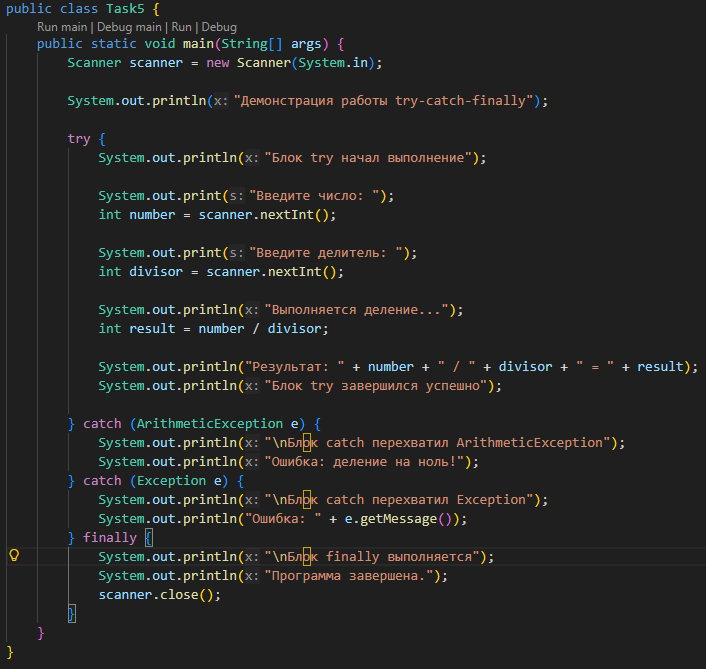 public class Task5 {
Run main | Debug main | Run | Debug
public static void main(String[] args) {
Scanner scanner = new Scanner(System.in);
System.out.println(x: "Демонстрация работы try-catch-finally");
try {
System.out.println(x: "Блок try начал выполнение");
System.out.print(s: "Введите число: ");
int number = scanner.nextInt();
System.out.print(s: "Введите делитель: ");
int divisor = scanner.nextInt();
System.out.println(x: "Выполняется деление...");
int result = number / divisor;
System.out.println("Результат: " + number + " / " + divisor + " = " + result);
System.out.println(x: "Блок try завершился успешно");
} catch (ArithmeticException e) {
System.out.println(x: "\nБлок catch перехватил ArithmeticException");
System.out.println(x: "Ошибка: деление на ноль!");
} catch (Exception e) {
System.out.println(x: "\nБлок catch перехватил Exception");
System.out.println("Ошибка: " + e.getMessage());
} finally {
System.out.println(x: "\nБлок finally выполняется");
System.out.println(x: "Программа завершена.");
scanner.close();
}
}
}